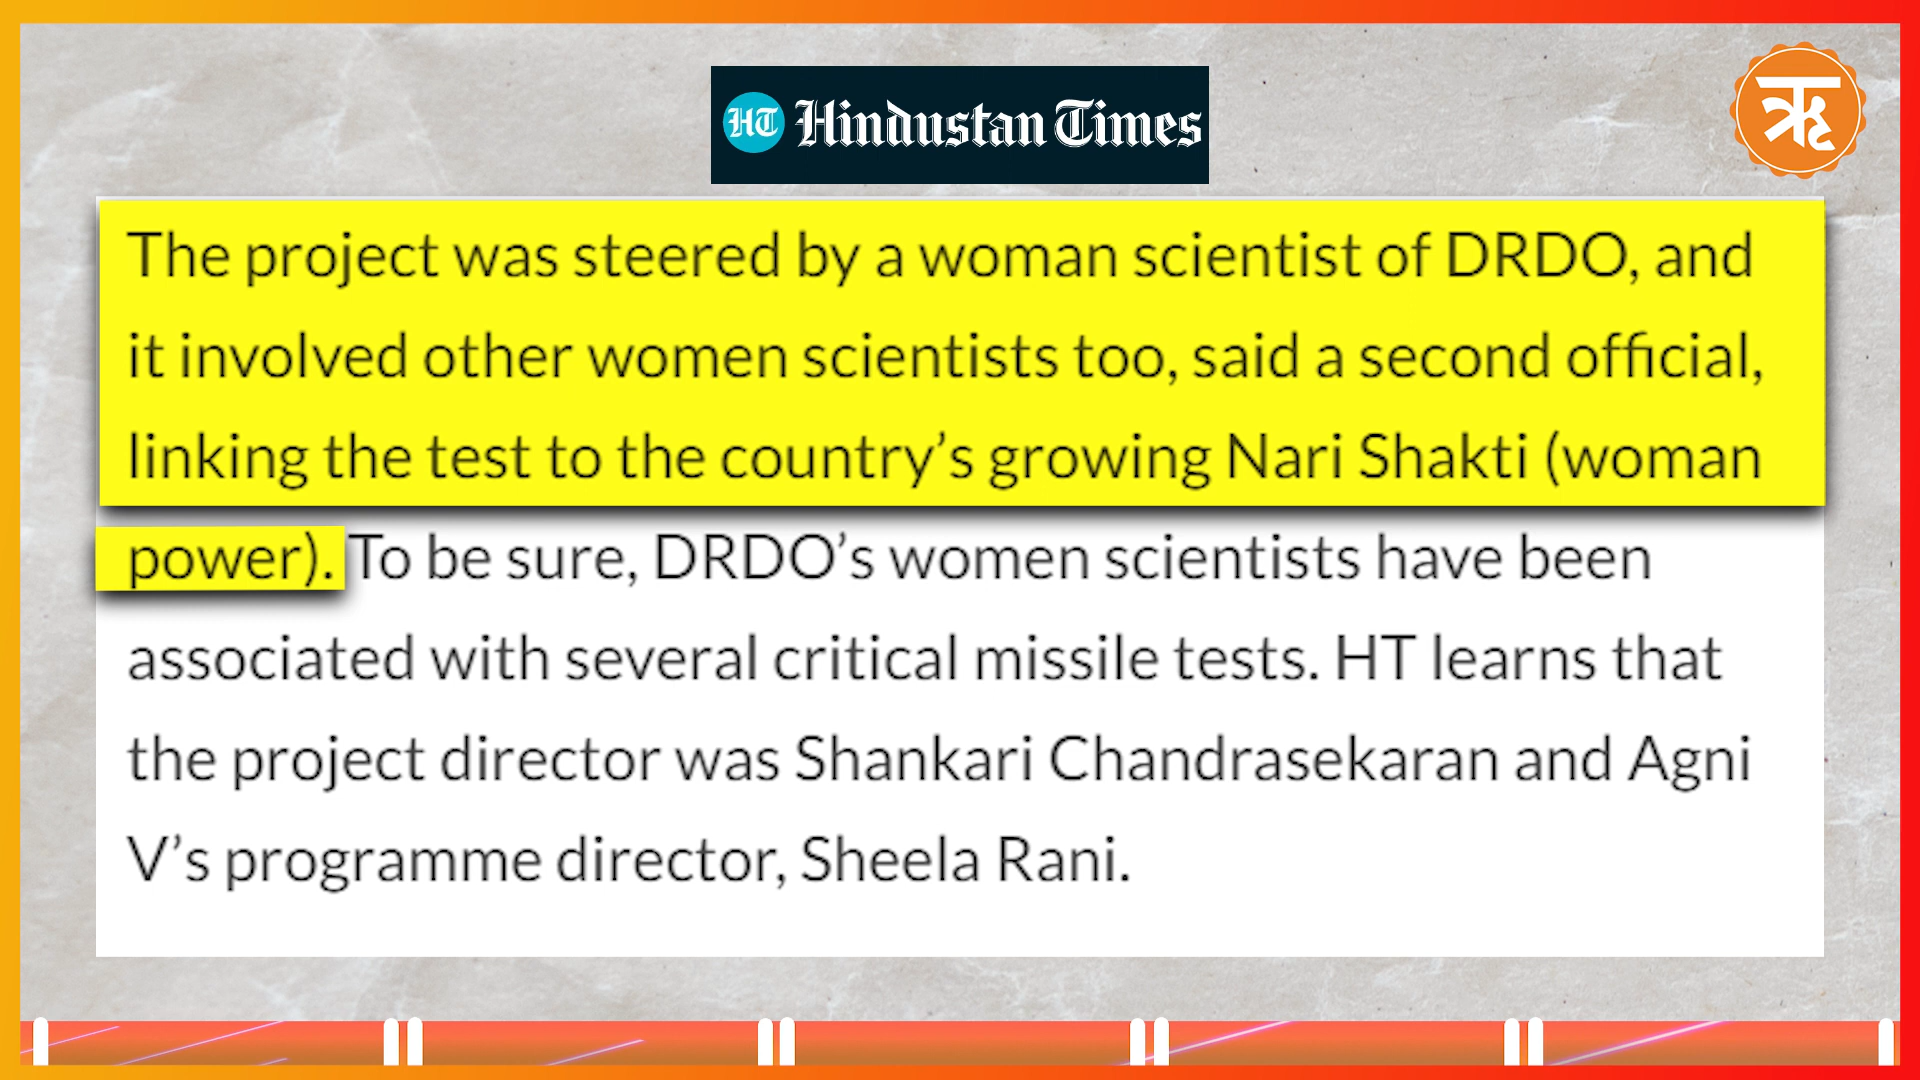 HT Hindustan Times
ऋ
The project was steered by a woman scientist of DRDO, and
it involved other women scientists too, said a second official,
linking the test to the country’s growing Nari Shakti (woman
power). To be sure, DRDO’s women scientists have been
associated with several critical missile tests. HT learns that
the project director was Shankari Chandrasekaran and Agni
V’s programme director, Sheela Rani.